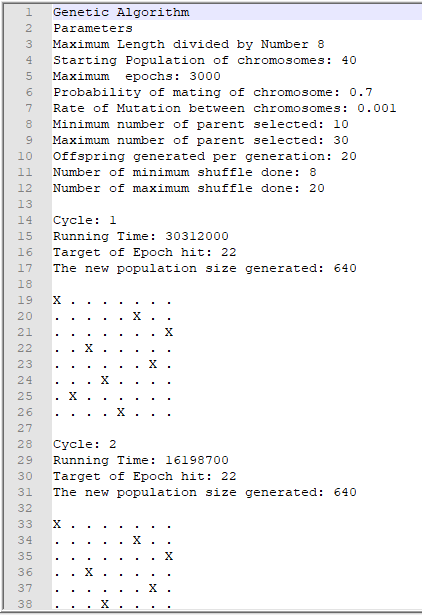 1 Genetic Algorithm
2 Parameters
3 Maximum Length divided by Number 8
4 Starting Population of chromosomes: 40
5 Maximum  epochs: 3000
6 Probability of mating of chromosome: 0.7
7 Rate of Mutation between chromosomes: 0.001
8 Minimum number of parent selected: 10
9 Maximum number of parent selected: 30
10 Offspring generated per generation: 20
11 Number of minimum shuffle done: 8
12 Number of maximum shuffle done: 20
13
14 Cycle: 1
15 Running Time: 30312000
16 Target of Epoch hit: 22
17 The new population size generated: 640
18
19 X . . . . . . .
20 . . . . . X . .
21 . . . . . . . X
22 . . X . . . . .
23 . . . . . . X .
24 . . . X . . . .
25 . X . . . . . .
26 . . . . X . . .
27
28 Cycle: 2
29 Running Time: 16198700
30 Target of Epoch hit: 22
31 The new population size generated: 640
32
33 X . . . . . . .
34 . . . . . X . .
35 . . . . . . . X
36 . . X . . . . .
37 . . . . . . X .
38 . . . X . . . .